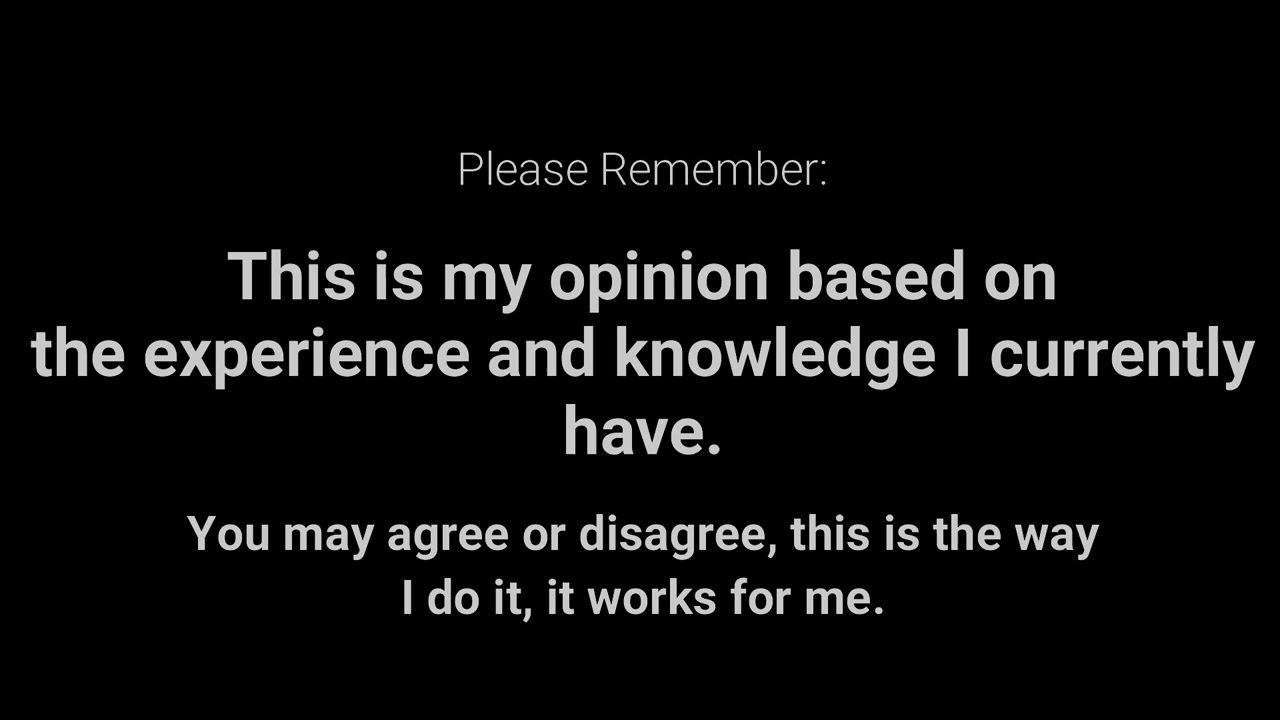 Please Remember:
This is my opinion based on
the experience and knowledge I currently
have.
You may agree or disagree, this is the way
I do it, it works for me.